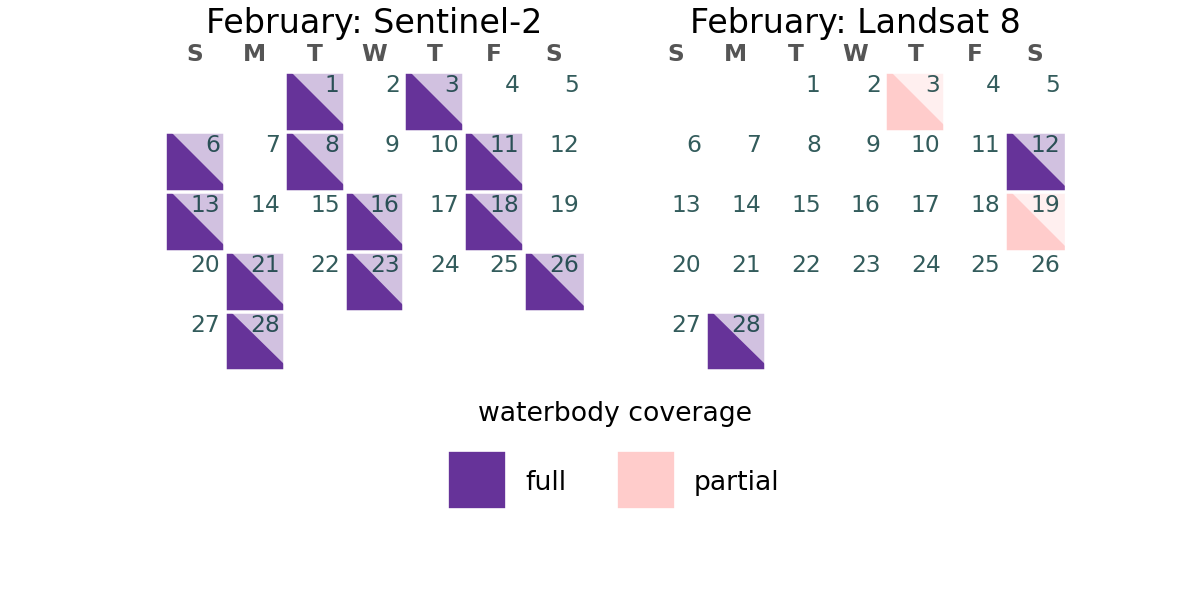 February: Sentinel-2
S M T W T F S
1 2 3 4 5
6 7 8 9 10 11 12
13 14 15 16 17 18 19
20 21 22 23 24 25 26
27 28
February: Landsat 8
S M T W T F S
1 2 3 4 5
6 7 8 9 10 11 12
13 14 15 16 17 18 19
20 21 22 23 24 25 26
27 28
waterbody coverage
full partial